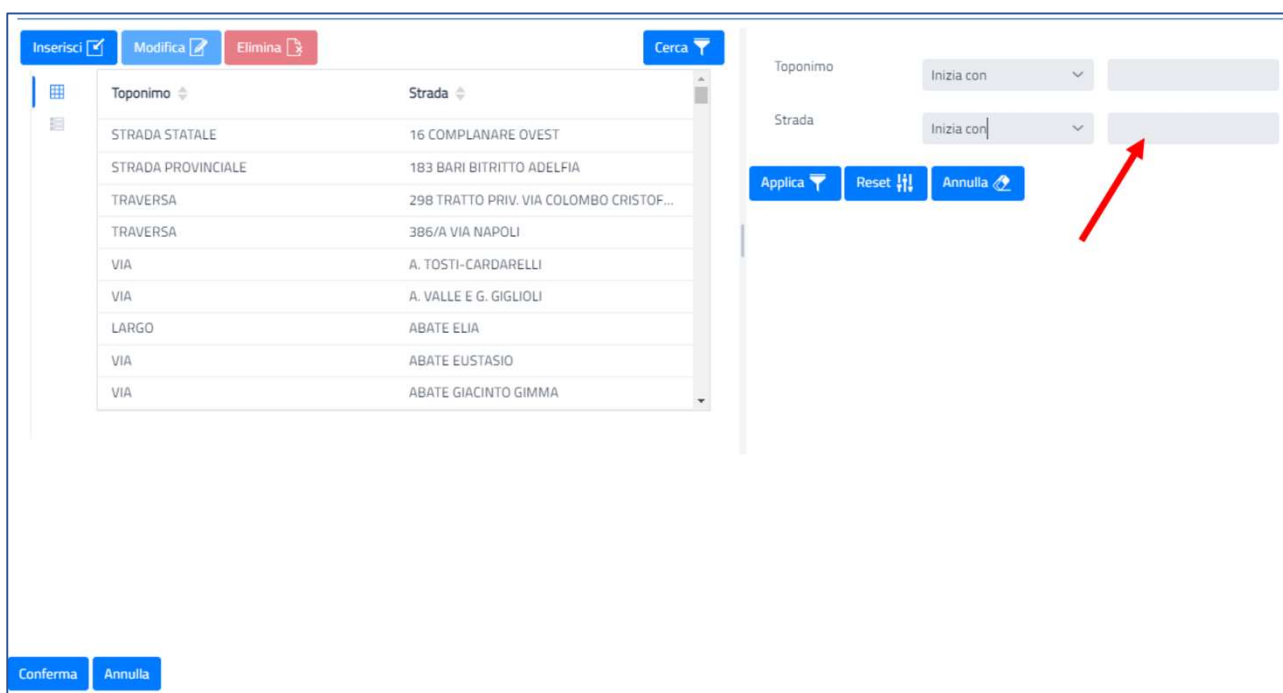 Inserisci Modifica Elimina Cerca
Toponimo Strada
STRADA STATALE 16 COMPLANARE OVEST
STRADA PROVINCIALE 183 BARI BITRITTO ADELFIA
TRAVERSA 298 TRATTO PRIV. VIA COLOMBO CRISTOF...
TRAVERSA 386/A VIA NAPOLI
VIA A. TOSTI-CARDARELLI
VIA A. VALLE E G. GIGLIOLI
LARGO ABATE ELIA
VIA ABATE EUSTASIO
VIA ABATE GIACINTO GIMMA
Toponimo Inizia con
Strada Inizia con
Applica Reset Annulla
Conferma Annulla